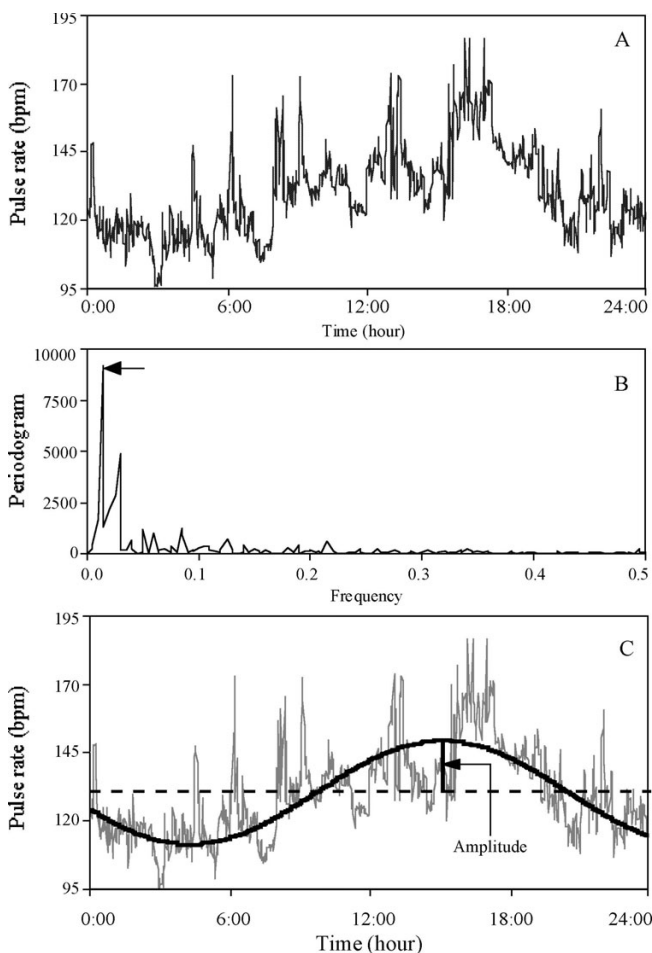 195
A
170
Pulse rate (bpm)
145
120
95
0:00 6:00 12:00 18:00 24:00
Time (hour)
10000
B
7500
Periodogram
5000
2500
0
0.0 0.1 0.2 0.3 0.4 0.5
Frequency
195
C
170
Pulse rate (bpm)
145
120
Amplitude
95
0:00 6:00 12:00 18:00 24:00
Time (hour)